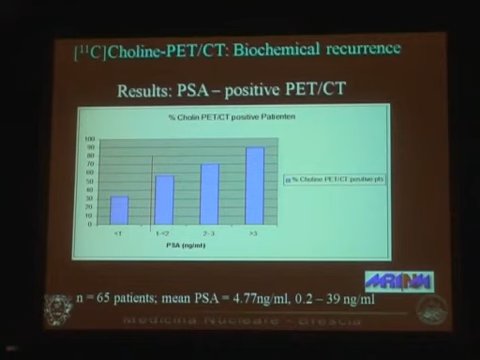 [11C]Choline-PET/CT: Biochemical recurrence
Results: PSA – positive PET/CT
% Cholin PET/CT positive Patienten
100
90
80
70
60
50
40
30
20
10
0
<1
1-<2
2-3
>3
PSA (ng/ml)
% Choline PET/CT positive pts
n = 65 patients; mean PSA = 4.77ng/ml, 0.2 – 39 ng/ml
Medicina Nucleare - Brescia